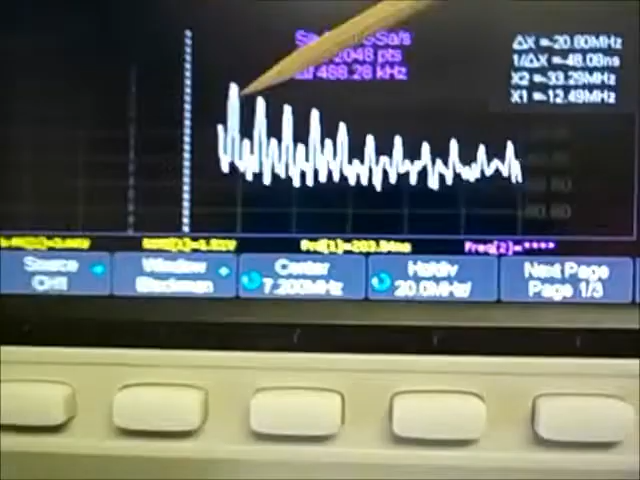 GSa/s
2048 pts
488.28 kHz
ΔX =-20.80MHz
1/ΔX =-48.08ns
X2 =-33.29MHz
X1 =-12.49MHz
Source
CH1
Window
Blackman
Center
7.200MHz
Hz/div
20.0MHz/
Next Page
Page 1/3